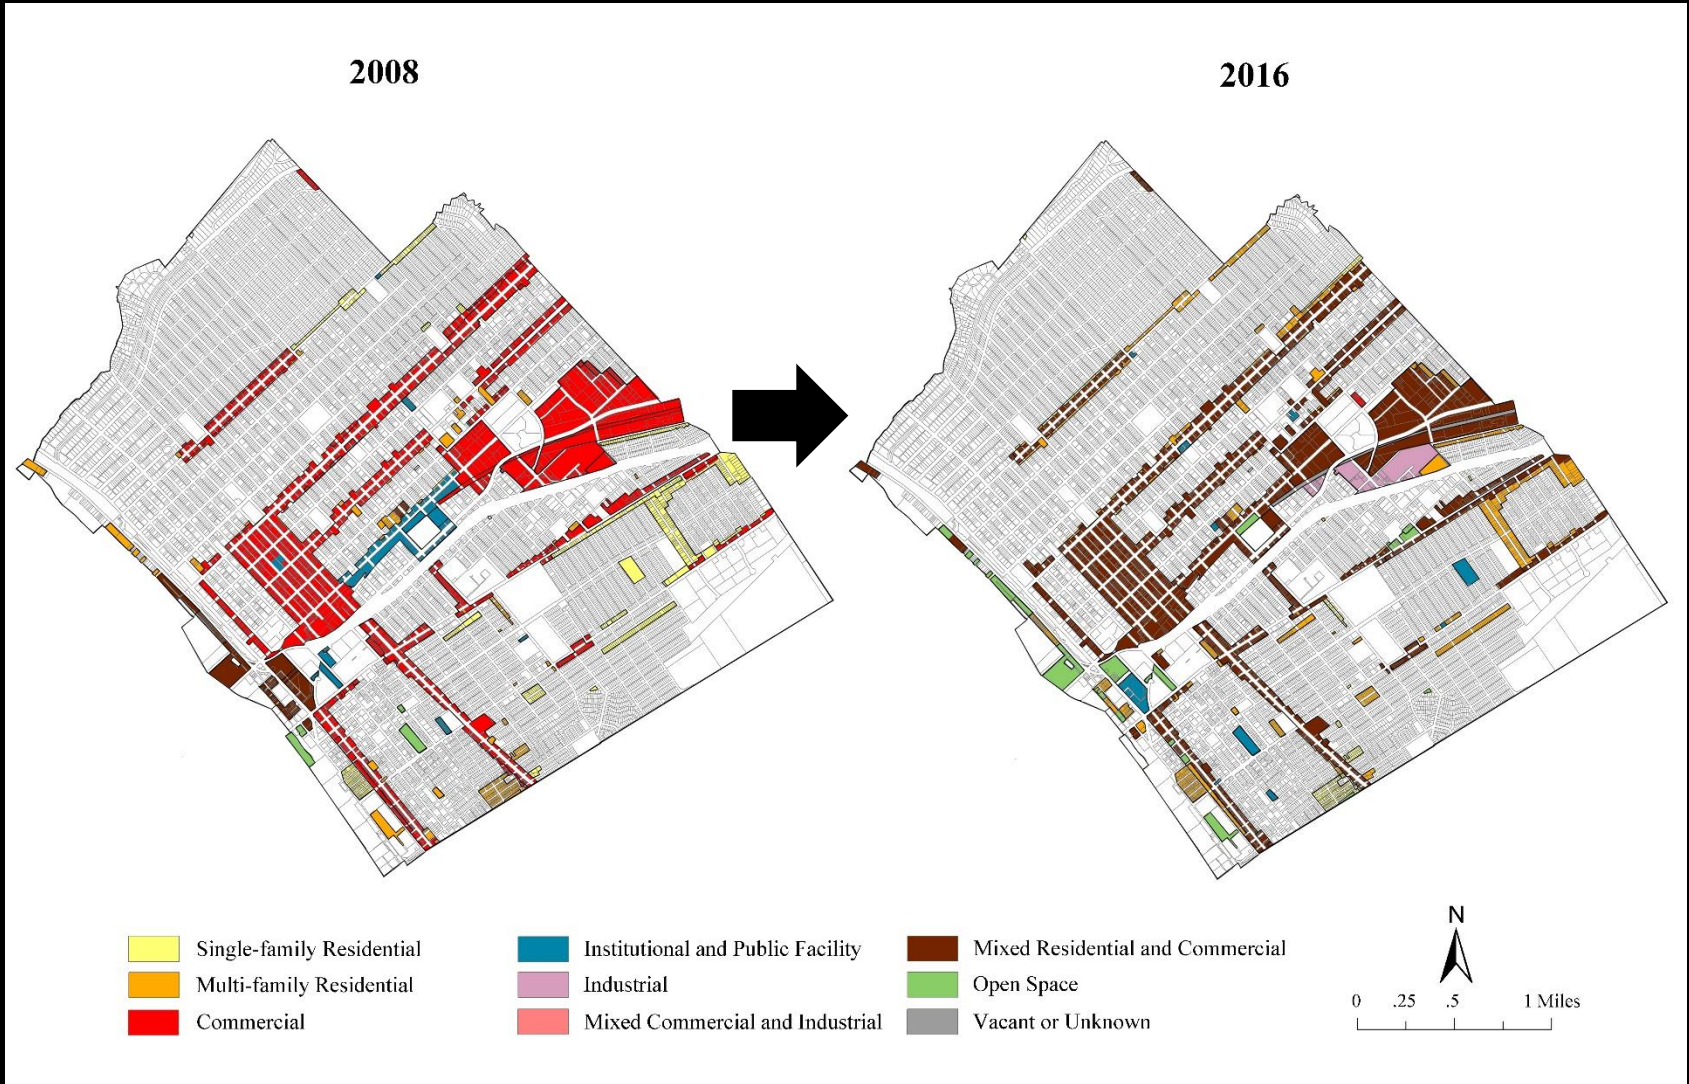 2008
2016
Single-family Residential
Multi-family Residential
Commercial
Institutional and Public Facility
Industrial
Mixed Commercial and Industrial
Mixed Residential and Commercial
Open Space
Vacant or Unknown
N
0 .25 .5 1 Miles